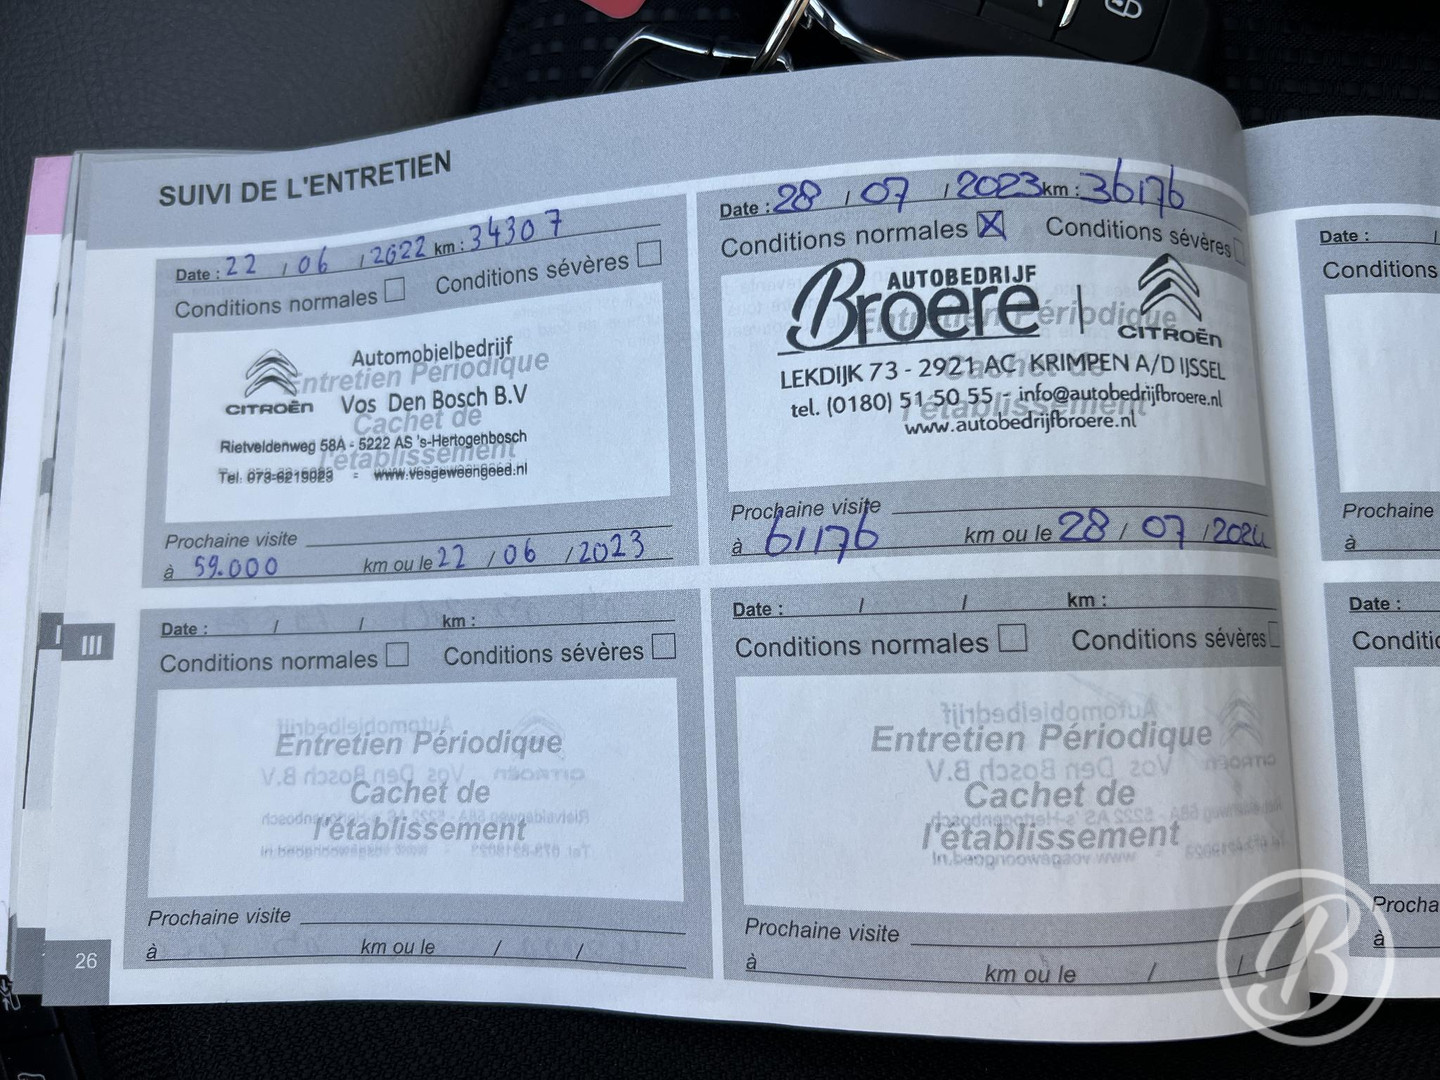 SUIVI DE L'ENTRETIEN
Date : 22 / 06 / 2022 km : 34307
Conditions normales Conditions sévères
Automobielbedrijf
Entretien Périodique
CITROËN Vos Den Bosch B.V
Cachet de
Rietveldenweg 58A - 5222 AS 's-Hertogenbosch
l'établissement
Prochaine visite
à 59.000 km ou le 22 / 06 / 2023
Date : 28 / 07 / 2023 km : 36176
Conditions normales X Conditions sévères
AUTOBEDRIJF
Broere
Entretien Périodique
CITROËN
LEKDIJK 73 - 2921 AC KRIMPEN A/D IJSSEL
Cachet de
tel. (0180) 51 50 55 - info@autobedrijfbroere.nl
l'établissement
www.autobedrijfbroere.nl
Prochaine visite
à 61176 km ou le 28 / 07 / 2024
Date : / / km :
Conditions normales Conditions sévères
Entretien Périodique
Cachet de
l'établissement
Prochaine visite
à km ou le / /
Date : / / km :
Conditions normales Conditions sévères
Entretien Périodique
Cachet de
l'établissement
Prochaine visite
à km ou le / /
III
26
Date : /
Conditions
Prochaine
à
Date :
Conditio
Procha
à
B